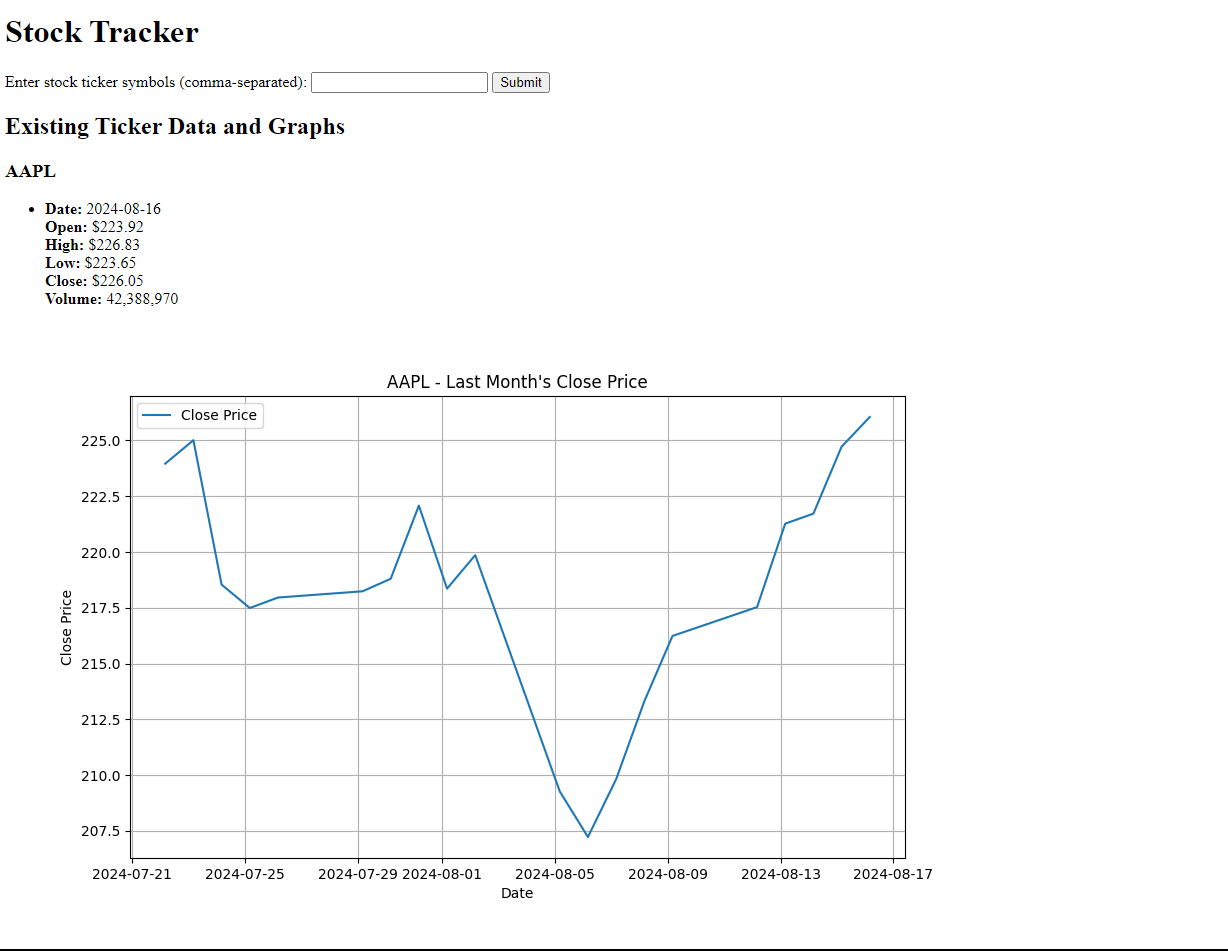 Stock Tracker
Enter stock ticker symbols (comma-separated): Submit
Existing Ticker Data and Graphs
AAPL
Date: 2024-08-16
Open: $223.92
High: $226.83
Low: $223.65
Close: $226.05
Volume: 42,388,970
AAPL - Last Month's Close Price
Close Price
225.0
222.5
220.0
217.5
215.0
212.5
210.0
207.5
Close Price
2024-07-21 2024-07-25 2024-07-29 2024-08-01 2024-08-05 2024-08-09 2024-08-13 2024-08-17
Date